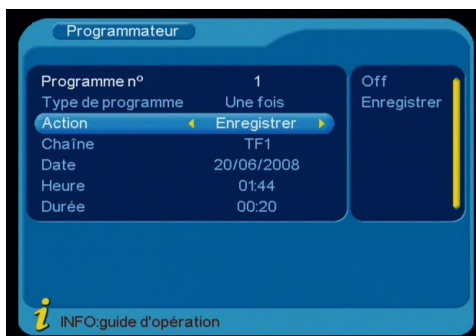 Programmateur
Programme nº 1
Type de programme Une fois
Action Enregistrer
Chaîne TF1
Date 20/06/2008
Heure 01:44
Durée 00:20
Off
Enregistrer
i INFO:guide d'opération